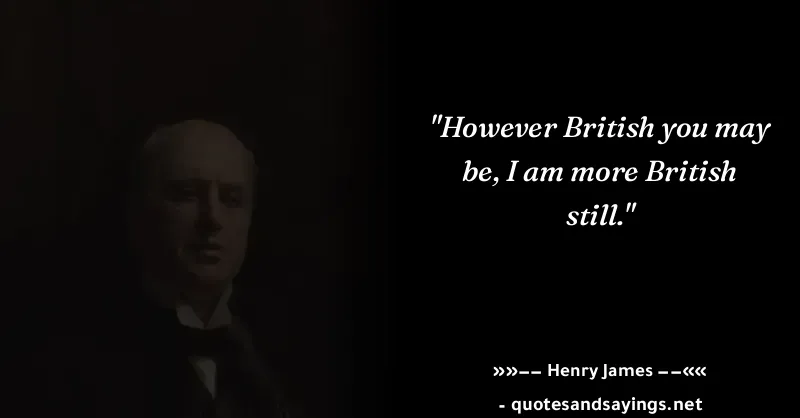 "However British you may
be, I am more British
still."
»»−− Henry James −−««
- quotesandsayings.net